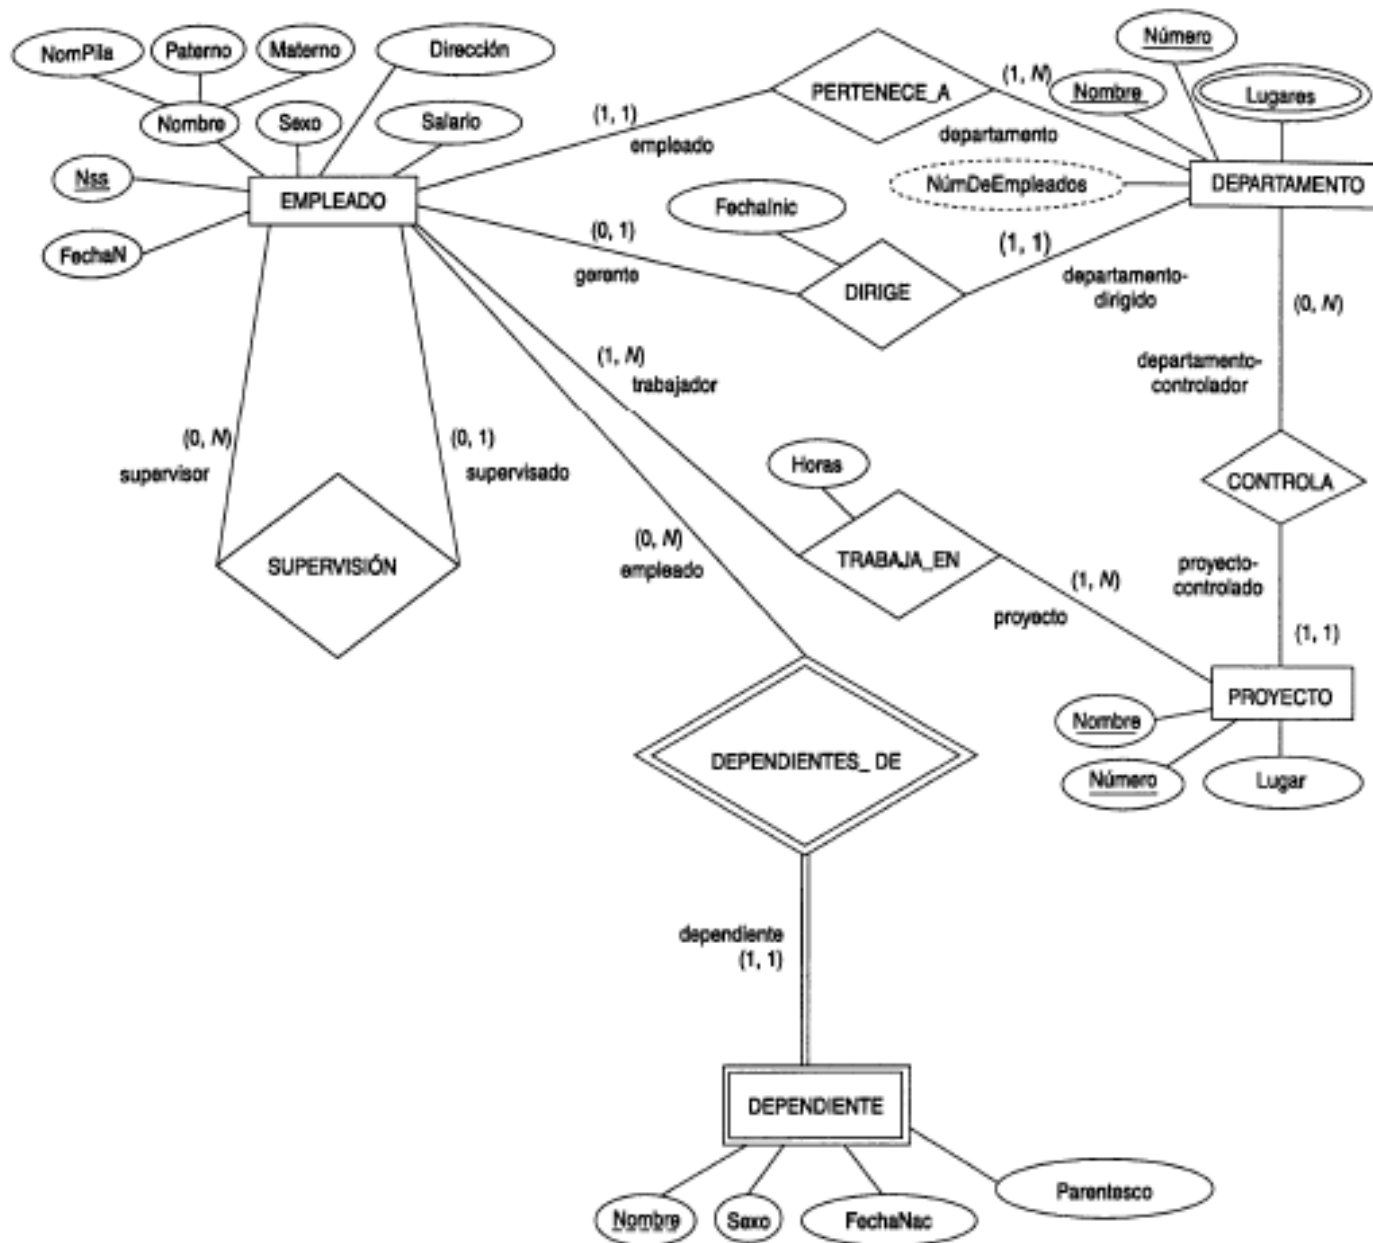 NomPila
Paterno
Materno
Dirección
Nombre
Sexo
Salario
Nss
EMPLEADO
FechaN
(1, 1)
empleado
PERTENECE_A
(1, N)
departamento
Número
Nombre
Lugares
NúmDeEmpleados
DEPARTAMENTO
FechaInic
(0, 1)
gerente
DIRIGE
(1, 1)
departamento-
dirigido
(0, N)
departamento-
controlador
(1, N)
trabajador
(0, N)
supervisor
(0, 1)
supervisado
SUPERVISIÓN
Horas
CONTROLA
(0, N)
empleado
TRABAJA_EN
(1, N)
proyecto
proyecto-
controlado
(1, 1)
PROYECTO
Nombre
Número
Lugar
DEPENDIENTES_ DE
dependiente
(1, 1)
DEPENDIENTE
Nombre
Sexo
FechaNac
Parentesco